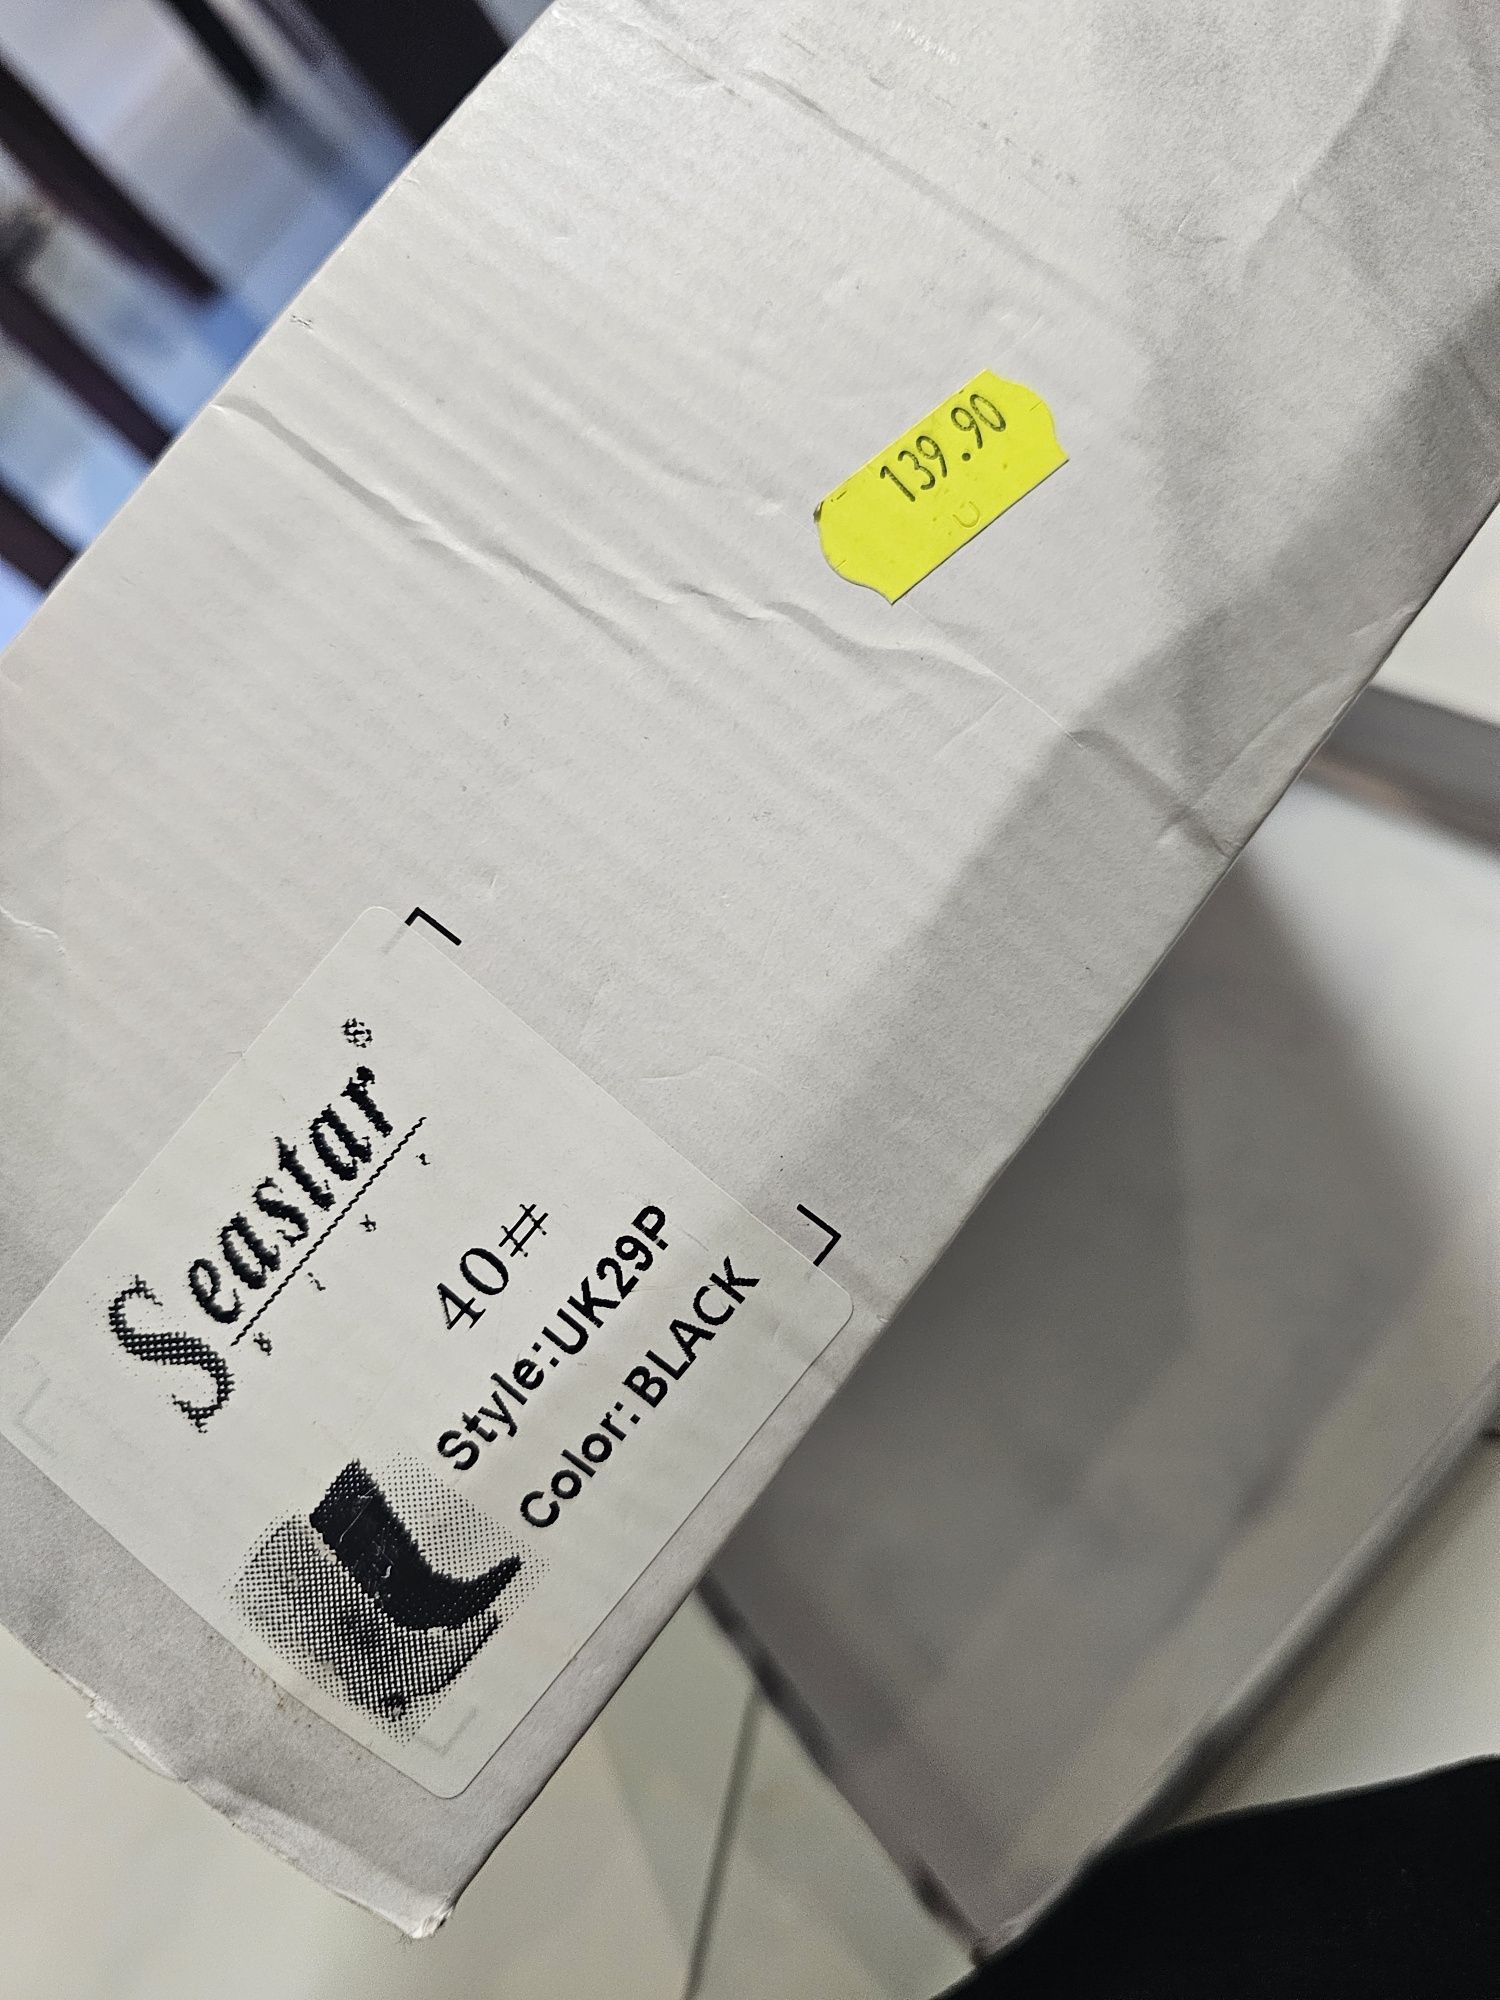 139.90
Seastar®
40#
Style:UK29P
Color: BLACK